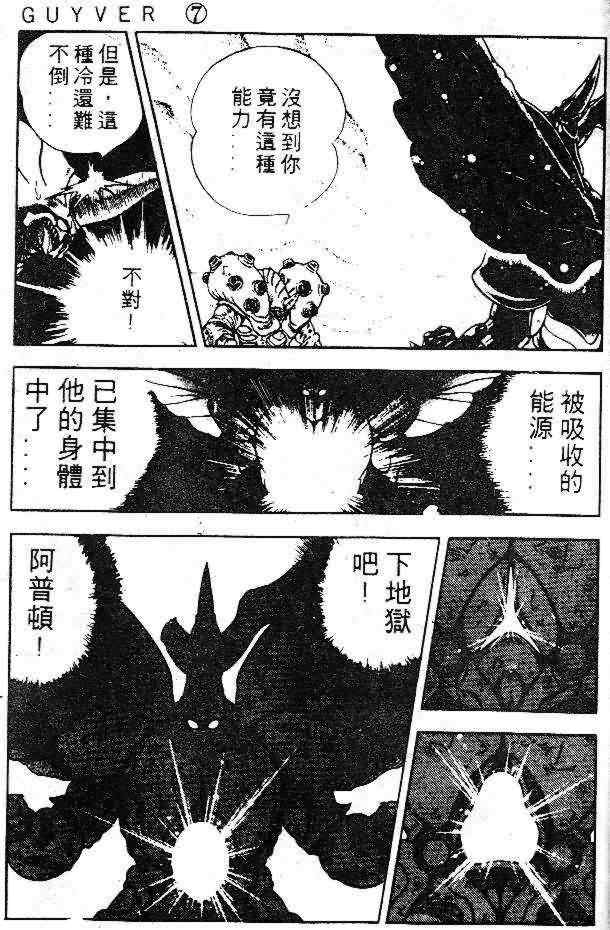 GUYVER ⑦
沒想到你
竟有這種
能力‥‥
但是，這
種冷還難
不倒‥‥
不對！
被吸收的
能源‥‥
已集中到
他的身體
中了‥‥
下地獄
吧！
阿普頓！